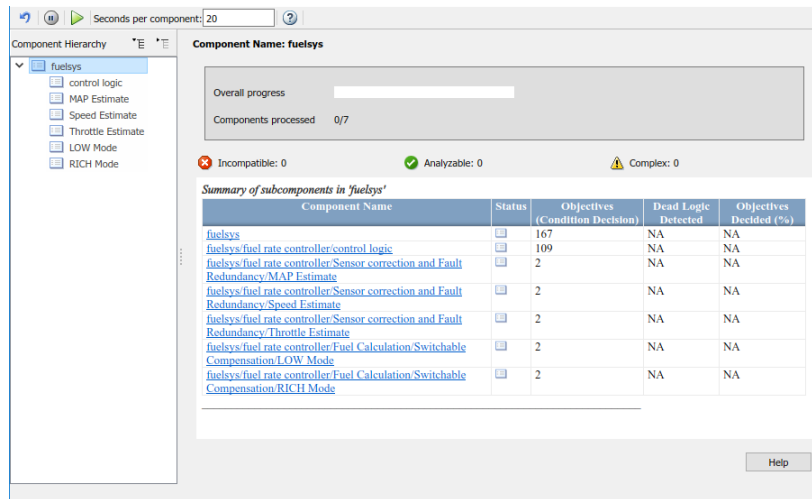 Seconds per component: 20
Component Hierarchy
Component Name: fuelsys
fuelsys
control logic
MAP Estimate
Speed Estimate
Throttle Estimate
LOW Mode
RICH Mode
Overall progress
Components processed 0/7
Incompatible: 0 Analyzable: 0 Complex: 0
Summary of subcomponents in 'fuelsys'
Component Name Status Objectives (Condition Decision) Dead Logic Detected Objectives Decided (%)
fuelsys 167 NA NA
fuelsys/fuel rate controller/control logic 109 NA NA
fuelsys/fuel rate controller/Sensor correction and Fault 2 NA NA
Redundancy/MAP Estimate
fuelsys/fuel rate controller/Sensor correction and Fault 2 NA NA
Redundancy/Speed Estimate
fuelsys/fuel rate controller/Sensor correction and Fault 2 NA NA
Redundancy/Throttle Estimate
fuelsys/fuel rate controller/Fuel Calculation/Switchable 2 NA NA
Compensation/LOW Mode
fuelsys/fuel rate controller/Fuel Calculation/Switchable 2 NA NA
Compensation/RICH Mode
Help